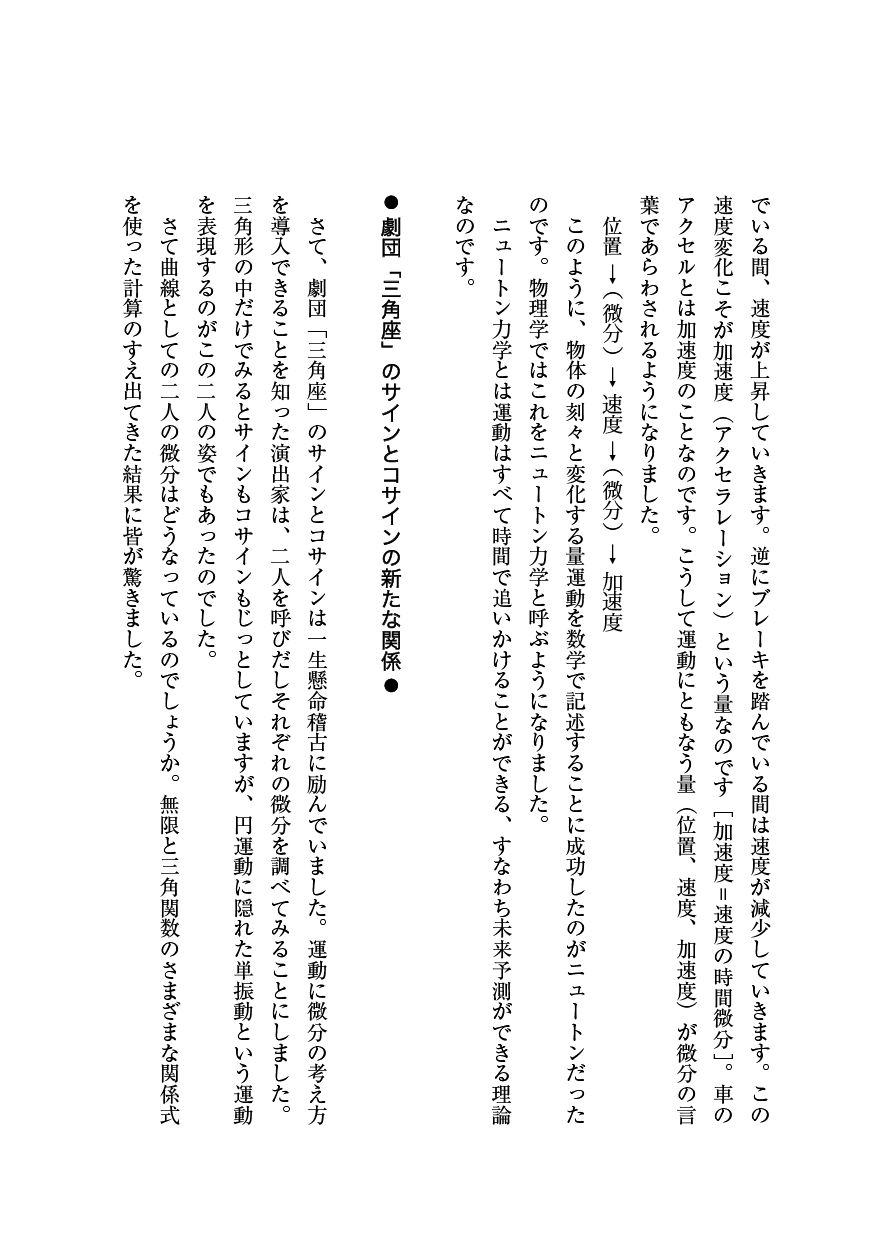 でいる間、速度が上昇していきます。逆にブレーキを踏んでいる間は速度が減少していきます。この
速度変化こそが加速度（アクセラレーション）という量なのです［加速度＝速度の時間微分］。車の
アクセルとは加速度のことなのです。こうして運動にともなう量（位置、速度、加速度）が微分の言
葉であらわされるようになりました。
位置→（微分）→速度→（微分）→加速度
このように、物体の刻々と変化する量運動を数学で記述することに成功したのがニュートンだった
のです。物理学ではこれをニュートン力学と呼ぶようになりました。
ニュートン力学とは運動はすべて時間で追いかけることができる、すなわち未来予測ができる理論
なのです。
●劇団「三角座」のサインとコサインの新たな関係●
さて、劇団「三角座」のサインとコサインは一生懸命稽古に励んでいました。運動に微分の考え方
を導入できることを知った演出家は、二人を呼びだしそれぞれの微分を調べてみることにしました。
三角形の中だけでみるとサインもコサインもじっとしていますが、円運動に隠れた単振動という運動
を表現するのがこの二人の姿でもあったのでした。
さて曲線としての二人の微分はどうなっているのでしょうか。無限と三角関数のさまざまな関係式
を使った計算のすえ出てきた結果に皆が驚きました。